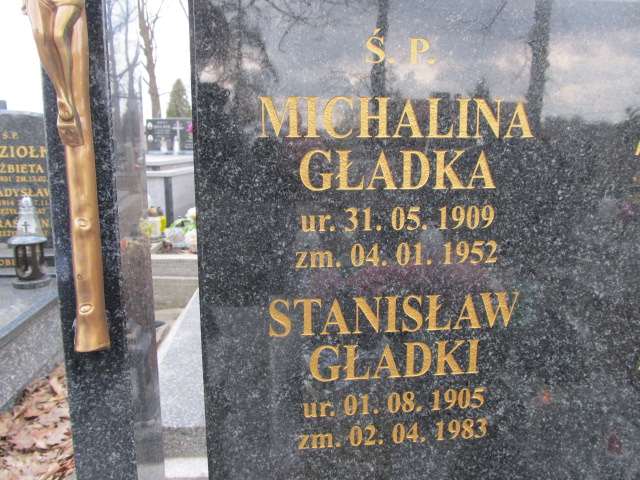 Ś. P.
MICHALINA
GŁADKA
ur. 31. 05. 1909
zm. 04. 01. 1952
STANISŁAW
GŁADKI
ur. 01. 08. 1905
zm. 02. 04. 1983
Ś.P.